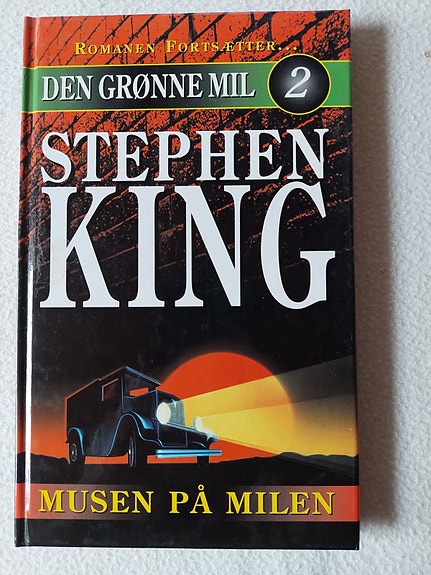 ROMANEN FORTSÆTTER...
DEN GRØNNE MIL 2
STEPHEN
KING
MUSEN PÅ MILEN